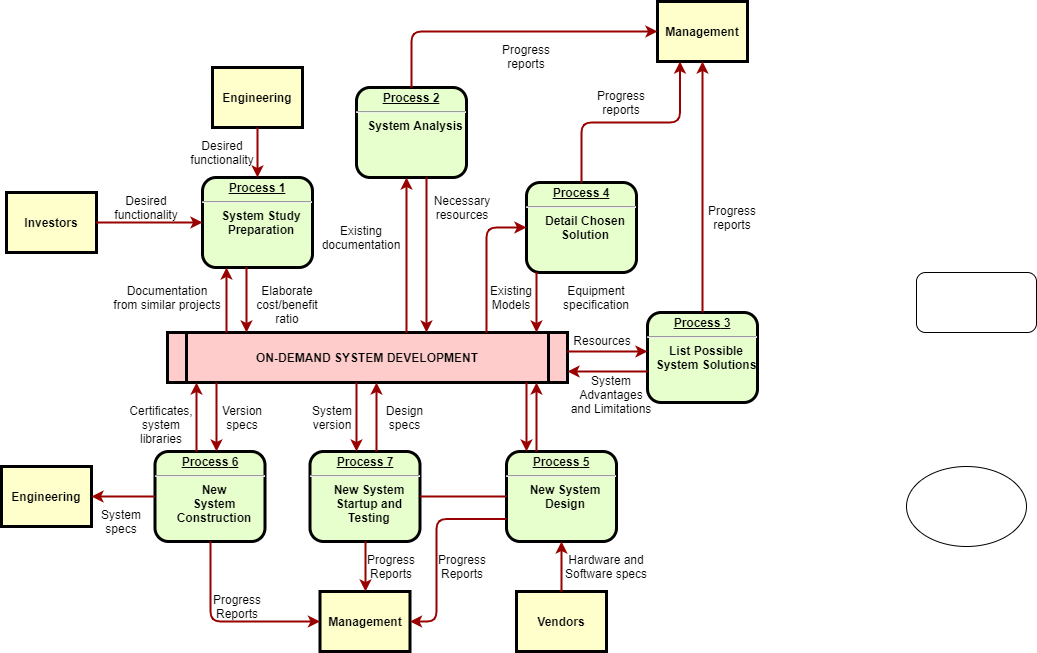 Management
Progress
reports
Engineering
Process 2
System Analysis
Progress
reports
Desired
functionality
Process 1
System Study
Preparation
Process 4
Detail Chosen
Solution
Investors
Desired
functionality
Necessary
resources
Progress
reports
Existing
documentation
Documentation
from similar projects
Elaborate
cost/benefit
ratio
Existing
Models
Equipment
specification
Process 3
List Possible
System Solutions
ON-DEMAND SYSTEM DEVELOPMENT
Resources
System
Advantages
and Limitations
Certificates,
system
libraries
Version
specs
System
version
Design
specs
Process 6
New
System
Construction
Process 7
New System
Startup and
Testing
Process 5
New System
Design
Engineering
System
specs
Progress
Reports
Progress
Reports
Hardware and
Software specs
Progress
Reports
Management
Vendors